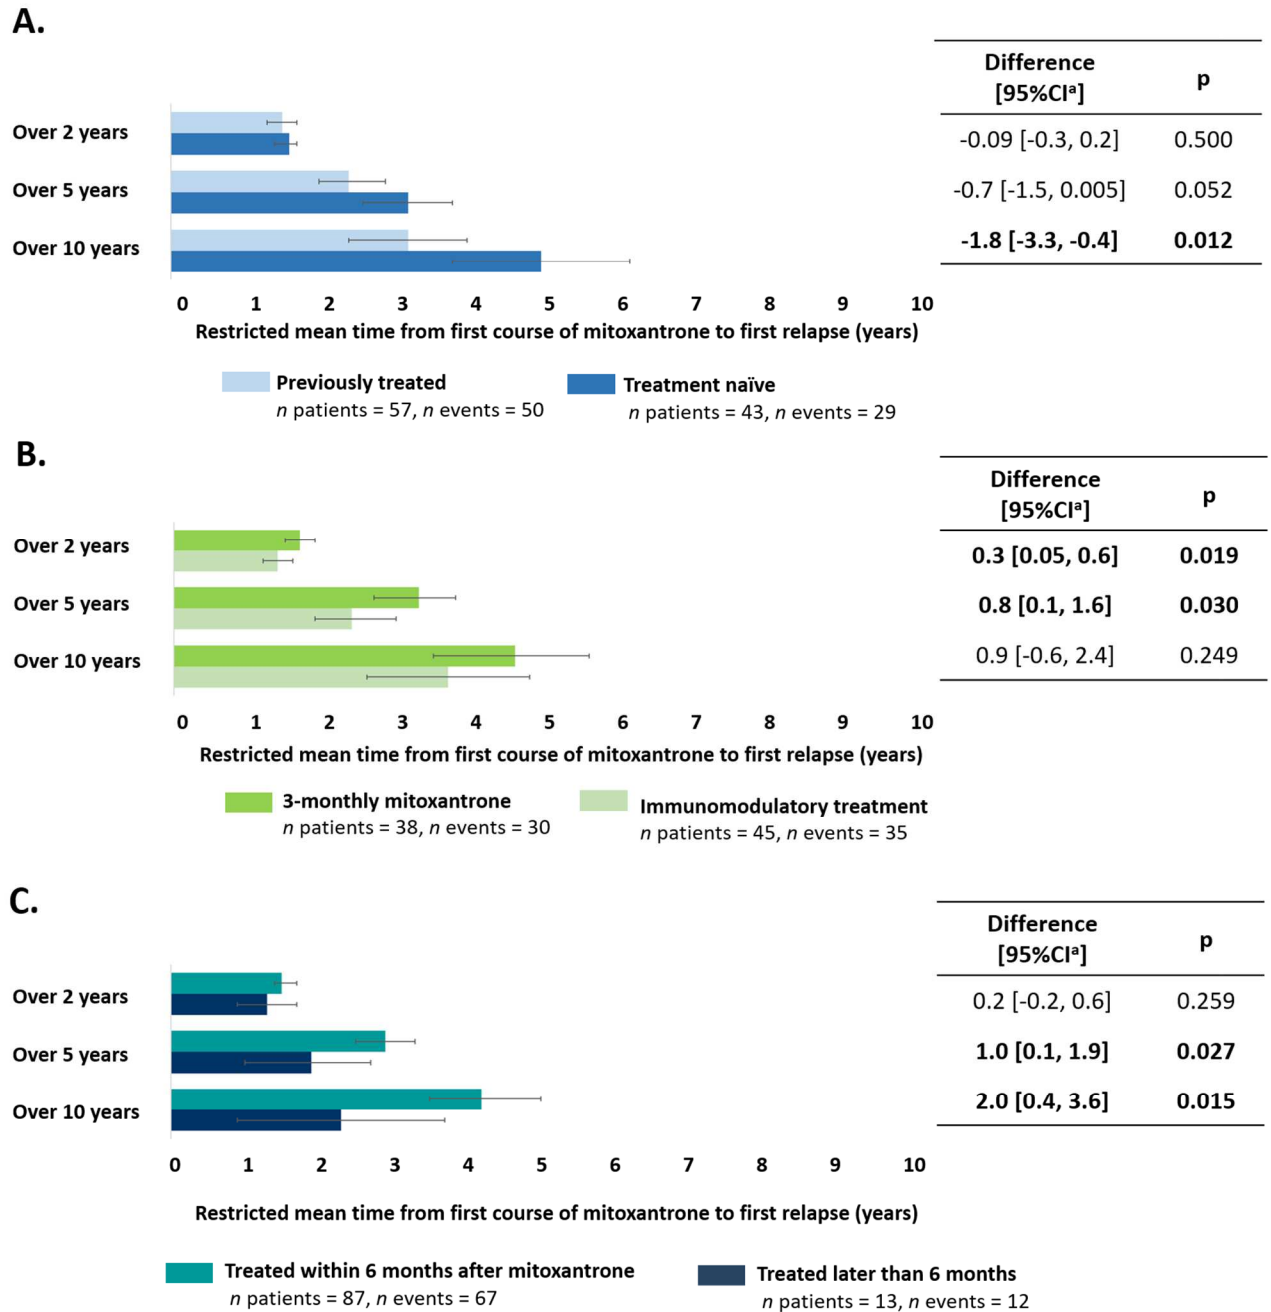 A.
Difference
[95%CIᵃ] p
Over 2 years -0.09 [-0.3, 0.2] 0.500
Over 5 years -0.7 [-1.5, 0.005] 0.052
Over 10 years -1.8 [-3.3, -0.4] 0.012
0 1 2 3 4 5 6 7 8 9 10
Restricted mean time from first course of mitoxantrone to first relapse (years)
Previously treated Treatment naïve
n patients = 57, n events = 50 n patients = 43, n events = 29
B.
Difference
[95%CIᵃ] p
Over 2 years 0.3 [0.05, 0.6] 0.019
Over 5 years 0.8 [0.1, 1.6] 0.030
Over 10 years 0.9 [-0.6, 2.4] 0.249
0 1 2 3 4 5 6 7 8 9 10
Restricted mean time from first course of mitoxantrone to first relapse (years)
3-monthly mitoxantrone Immunomodulatory treatment
n patients = 38, n events = 30 n patients = 45, n events = 35
C.
Difference
[95%CIᵃ] p
Over 2 years 0.2 [-0.2, 0.6] 0.259
Over 5 years 1.0 [0.1, 1.9] 0.027
Over 10 years 2.0 [0.4, 3.6] 0.015
0 1 2 3 4 5 6 7 8 9 10
Restricted mean time from first course of mitoxantrone to first relapse (years)
Treated within 6 months after mitoxantrone Treated later than 6 months
n patients = 87, n events = 67 n patients = 13, n events = 12